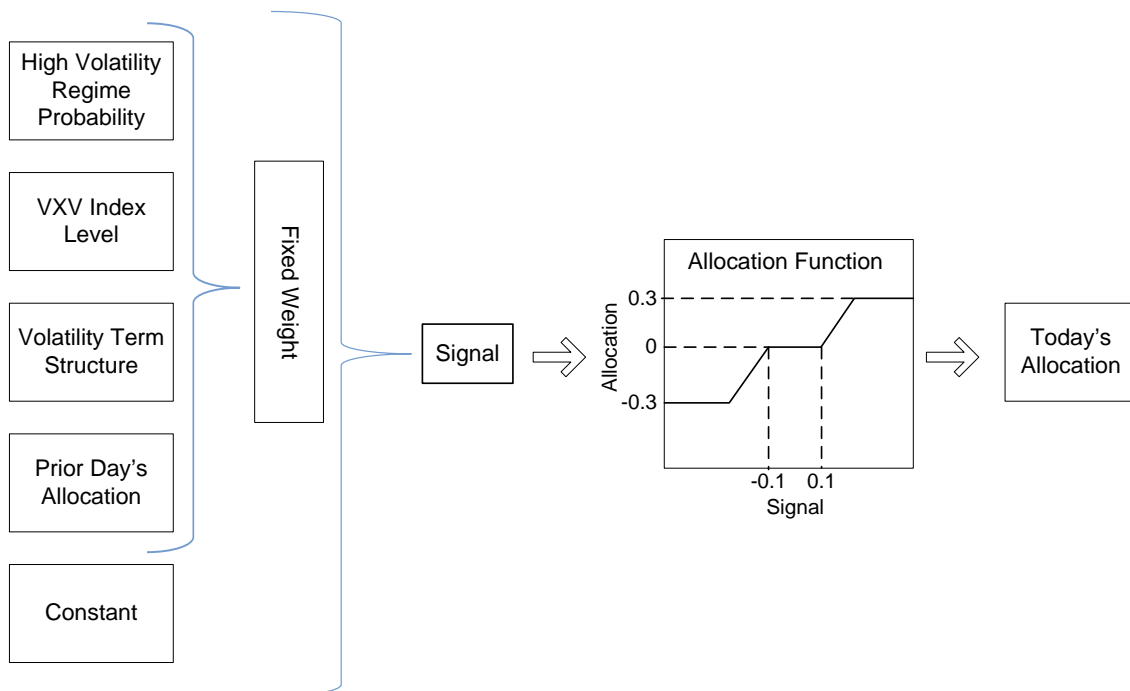 High Volatility
Regime
Probability
VXV Index
Level
Volatility Term
Structure
Prior Day’s
Allocation
Constant
Fixed Weight
Signal
Allocation Function
Allocation
0.3
0
-0.3
-0.1
0.1
Signal
Today’s
Allocation